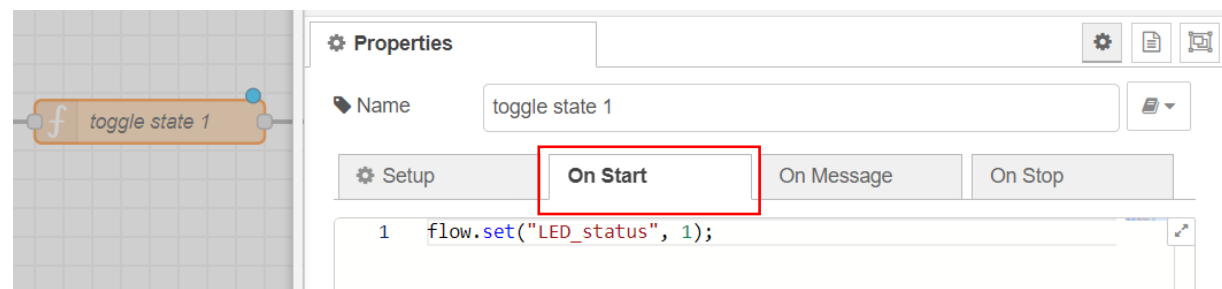 Properties
Name
toggle state 1
f toggle state 1
Setup On Start On Message On Stop
1 flow.set("LED_status", 1);